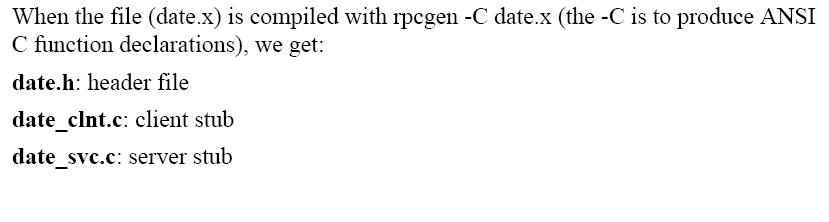 When the file (date.x) is compiled with rpcgen -C date.x (the -C is to produce ANSI
C function declarations), we get:
date.h: header file
date_clnt.c: client stub
date_svc.c: server stub